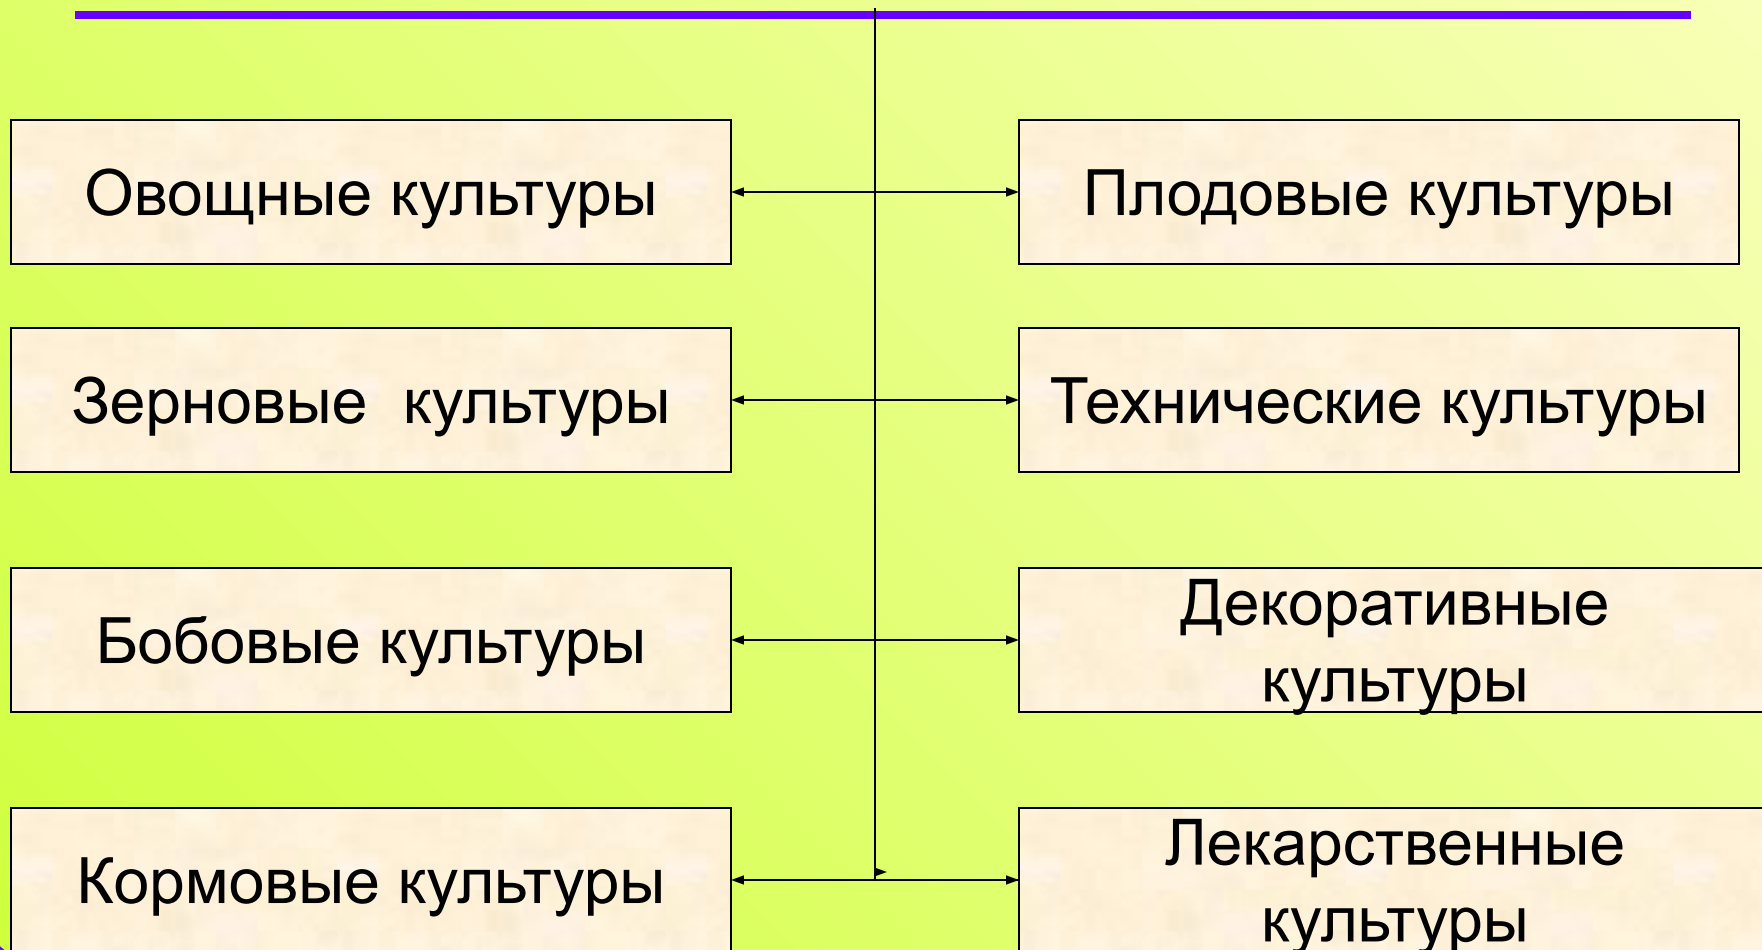 Овощные культуры
Плодовые культуры
Зерновые культуры
Технические культуры
Бобовые культуры
Декоративные
культуры
Кормовые культуры
Лекарственные
культуры